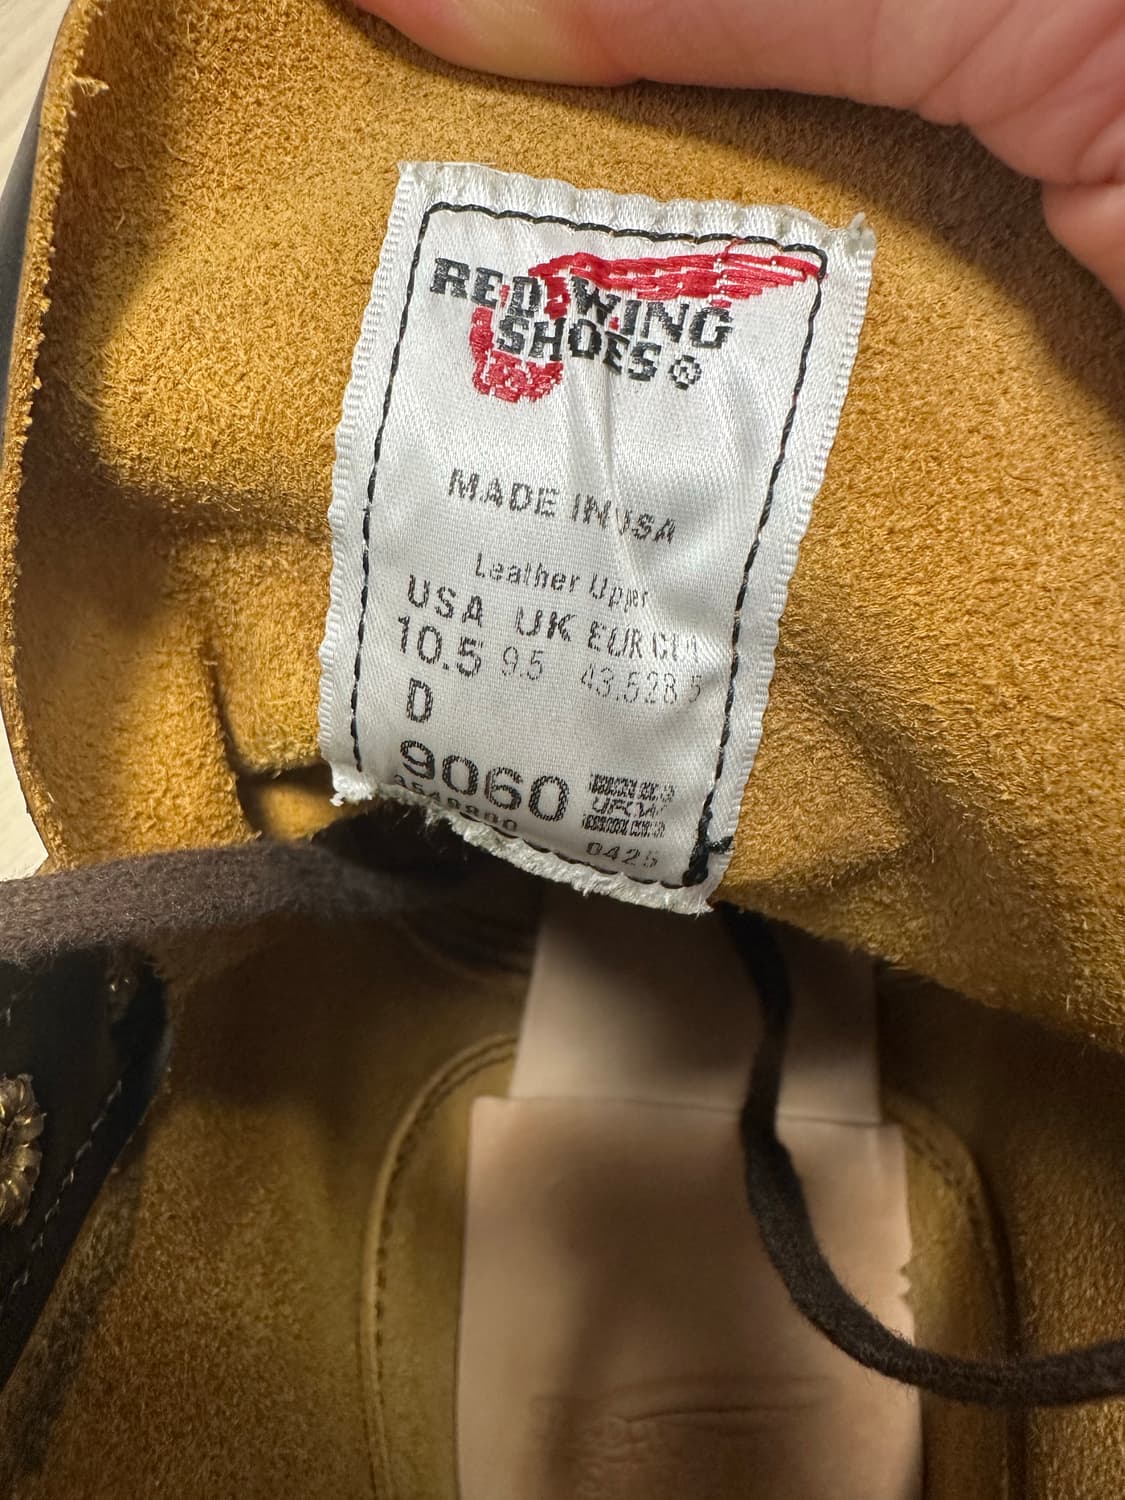 RED WING
SHOES ®
MADE IN USA
Leather Upper
USA UK EUR CM
10.5 9.5 43.5 28.5
D
9060
URW
0425